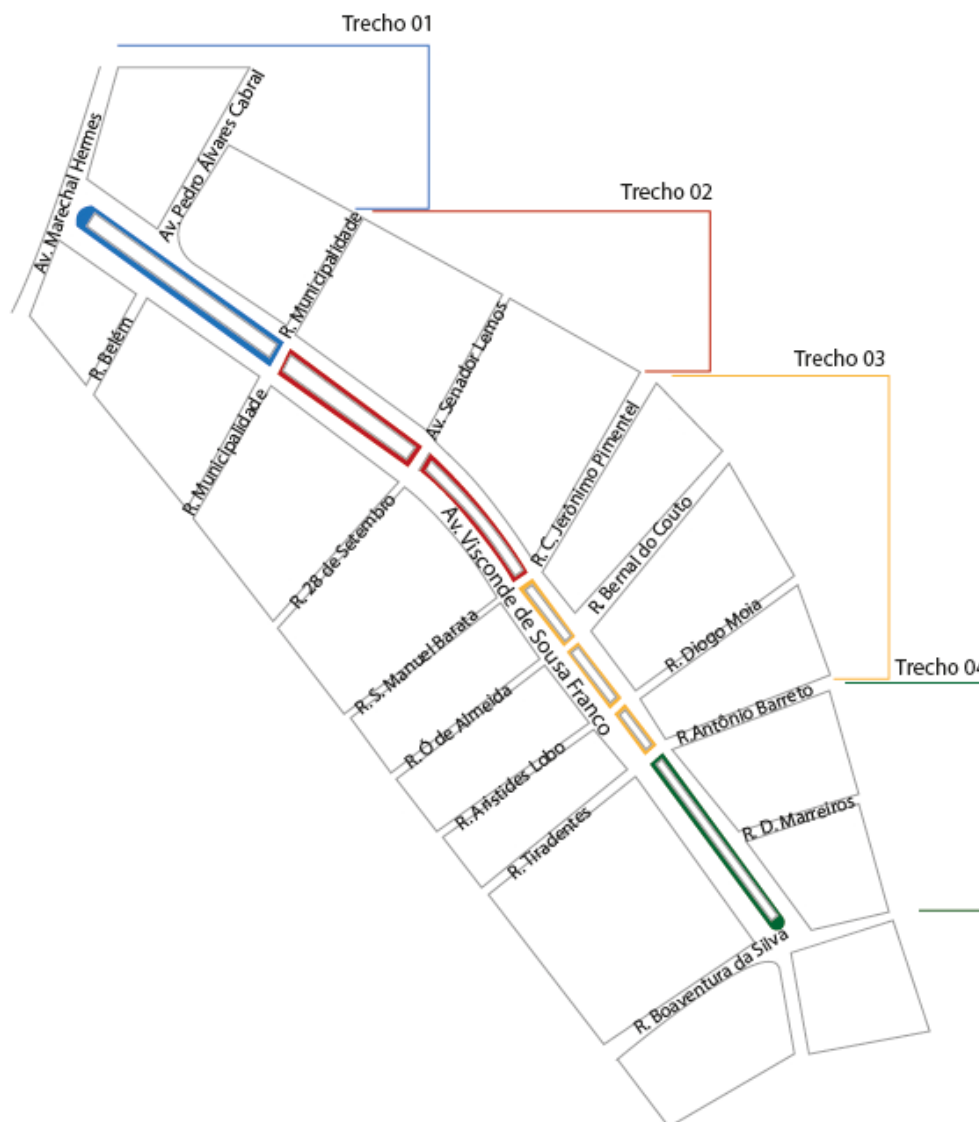 Trecho 01
Av. Marechal Hermes
Av. Pedro Álvares Cabral
Trecho 02
R. Municipalidade
R. Belém
Av. Senador Lemos
Trecho 03
R. Municipalidade
R. C. Jerônimo Pimentel
R. 28 de Setembro
Av. Visconde de Sousa Franco
R. Bernal do Couto
R. S. Manuel Barata
R. Diogo Moia
Trecho 04
R. Ó de Almeida
R.Antônio Barreto
R. Aristides Lobo
R. D. Marreiros
R. Tiradentes
R. Boaventura da Silva